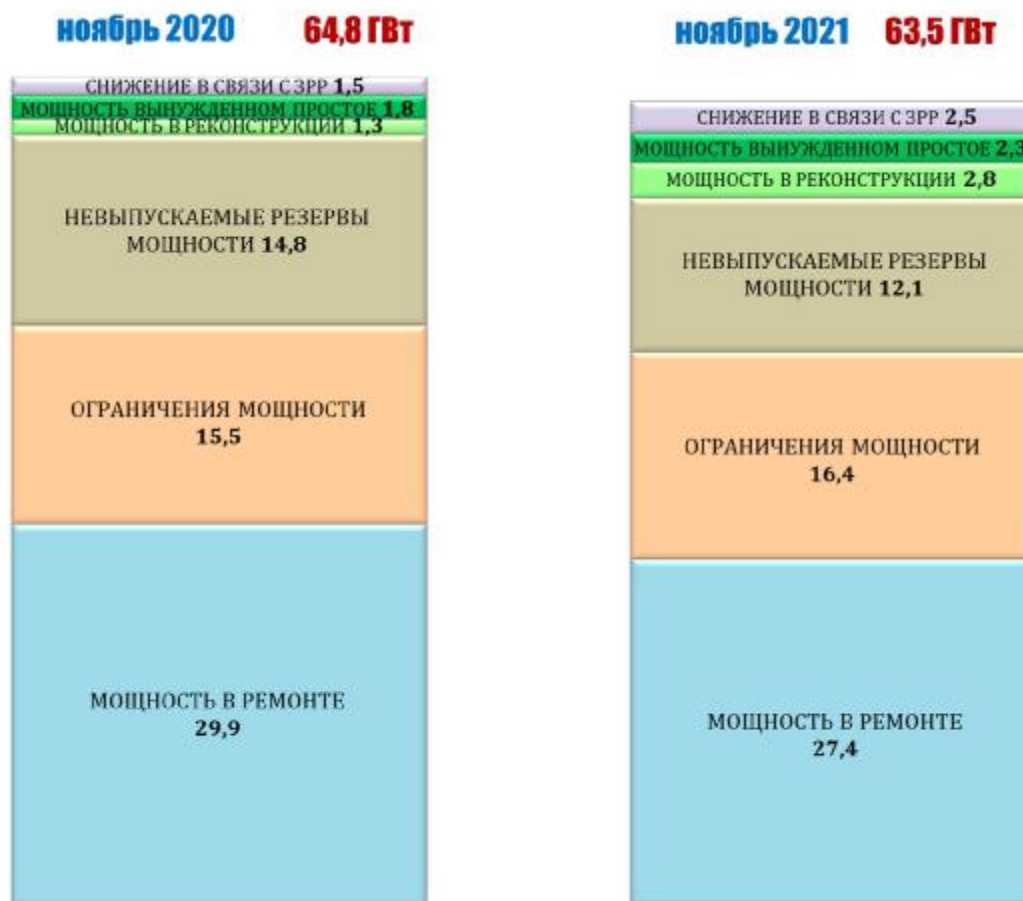 ноябрь 2020 64,8 ГВт
СНИЖЕНИЕ В СВЯЗИ С ЗРР 1,5
МОЩНОСТЬ ВЫНУЖДЕННОМ ПРОСТОЕ 1,8
МОЩНОСТЬ В РЕКОНСТРУКЦИИ 1,3
НЕВЫПУСКАЕМЫЕ РЕЗЕРВЫ
МОЩНОСТИ 14,8
ОГРАНИЧЕНИЯ МОЩНОСТИ
15,5
МОЩНОСТЬ В РЕМОНТЕ
29,9
ноябрь 2021 63,5 ГВт
СНИЖЕНИЕ В СВЯЗИ С ЗРР 2,5
МОЩНОСТЬ ВЫНУЖДЕННОМ ПРОСТОЕ 2,3
МОЩНОСТЬ В РЕКОНСТРУКЦИИ 2,8
НЕВЫПУСКАЕМЫЕ РЕЗЕРВЫ
МОЩНОСТИ 12,1
ОГРАНИЧЕНИЯ МОЩНОСТИ
16,4
МОЩНОСТЬ В РЕМОНТЕ
27,4